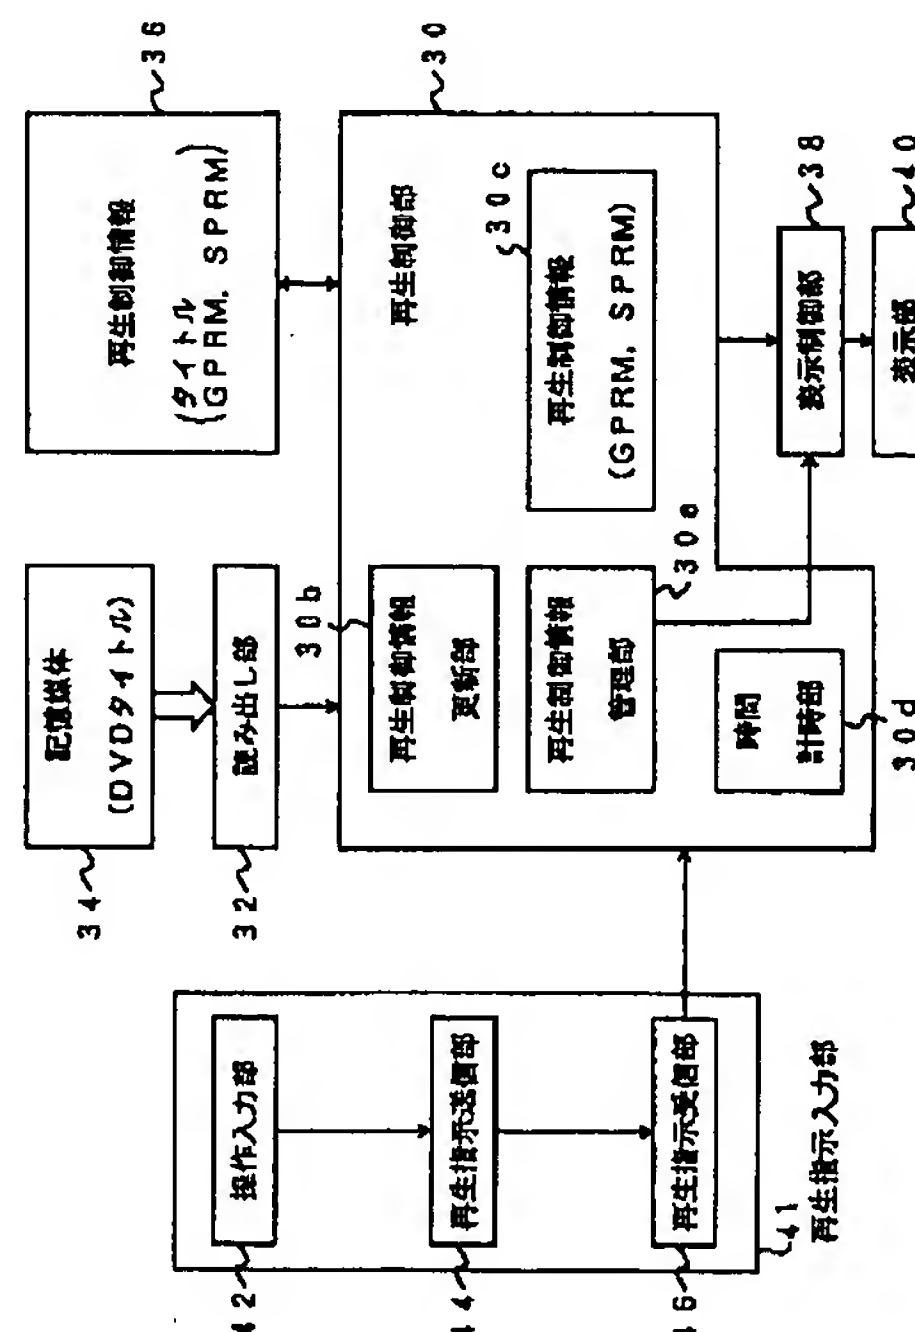 36
再生制御情報
(タイトル
GPRM. SPRM)
30
再生制御部
30c
再生制御情報
(GPRM. SPRM)
38
表示制御部
40
表示部
記憶媒体
(DVDタイトル)
34
読み出し部
32
30b
再生制御情報
更新部
再生制御情報
管理部
30a
時間
計時部
30d
操作入力部
42
再生指示送信部
44
再生指示受信部
46
41
再生指示入力部